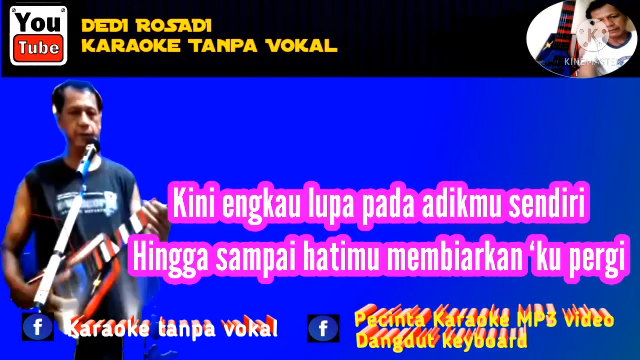 You
Tube
DEDI ROSADI
KARAOKE TANPA VOKAL
K
KINEMASTER
Kini engkau lupa pada adikmu sendiri
Hingga sampai hatimu membiarkan ‘ku pergi
f Karaoke tanpa vokal
f Pecinta Karaoke MP3 video
Dangdut keyboard